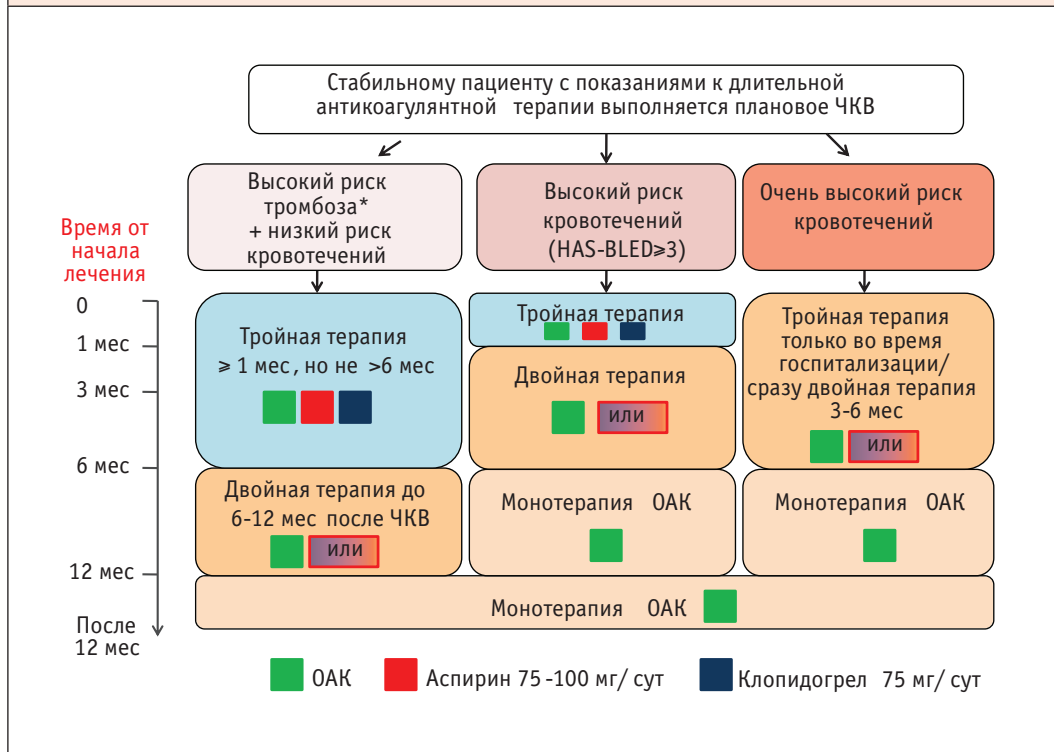 Стабильному пациенту с показаниями к длительной
антикоагулянтной терапии выполняется плановое ЧКВ
Высокий риск
тромбоза*
+ низкий риск
кровотечений
Высокий риск
кровотечений
(HAS-BLED≥3)
Очень высокий риск
кровотечений
Время от
начала
лечения
0
1 мес
3 мес
6 мес
12 мес
После
12 мес
Тройная терапия
≥ 1 мес, но не >6 мес
Двойная терапия до
6-12 мес после ЧКВ
или
Тройная терапия
Двойная терапия
или
Монотерапия ОАК
Тройная терапия
только во время
госпитализации/
сразу двойная терапия
3-6 мес
или
Монотерапия ОАК
Монотерапия ОАК
ОАК
Аспирин 75-100 мг/сут
Клопидогрел 75 мг/сут